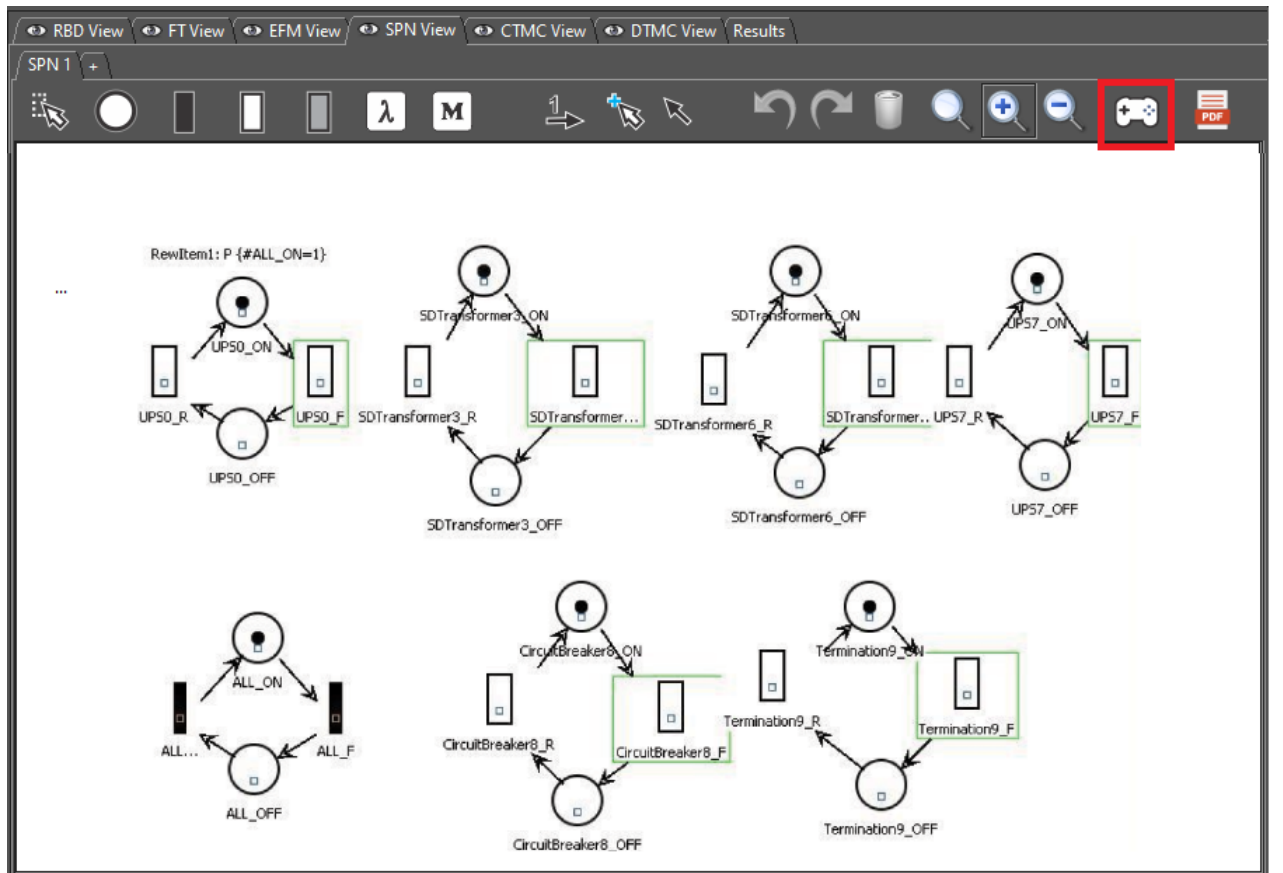 RBD View FT View EFM View SPN View CTMC View DTMC View Results
SPN 1 +
λ M 1 PDF
RewItem1: P {#ALL_ON=1}
...
UPS0_ON
UPS0_R
UPS0_F
UPS0_OFF
SDTransformer3_ON
SDTransformer3_R
SDTransformer...
SDTransformer3_OFF
SDTransformer6_ON
SDTransformer6_R
SDTransformer..
SDTransformer6_OFF
UPS7_ON
UPS7_R
UPS7_F
UPS7_OFF
ALL_ON
ALL...
ALL_F
ALL_OFF
CircuitBreaker8_ON
CircuitBreaker8_R
CircuitBreaker8_F
CircuitBreaker8_OFF
Termination9_ON
Termination9_R
Termination9_F
Termination9_OFF